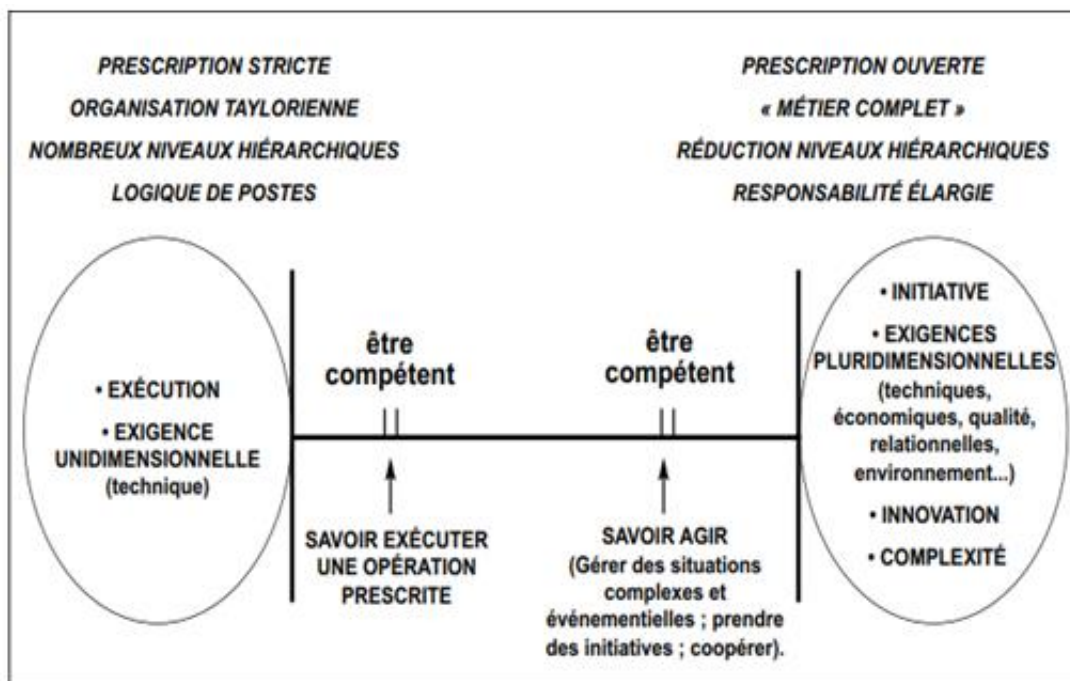 PRESCRIPTION STRICTE
ORGANISATION TAYLORIENNE
NOMBREUX NIVEAUX HIÉRARCHIQUES
LOGIQUE DE POSTES
PRESCRIPTION OUVERTE
« MÉTIER COMPLET »
RÉDUCTION NIVEAUX HIÉRARCHIQUES
RESPONSABILITÉ ÉLARGIE
• EXÉCUTION
• EXIGENCE
UNIDIMENSIONNELLE
(technique)
être
compétent
SAVOIR EXÉCUTER
UNE OPÉRATION
PRESCRITE
être
compétent
SAVOIR AGIR
(Gérer des situations
complexes et
événementielles ; prendre
des initiatives ; coopérer).
• INITIATIVE
• EXIGENCES
PLURIDIMENSIONNELLES
(techniques,
économiques, qualité,
relationnelles,
environnement...)
• INNOVATION
• COMPLEXITÉ